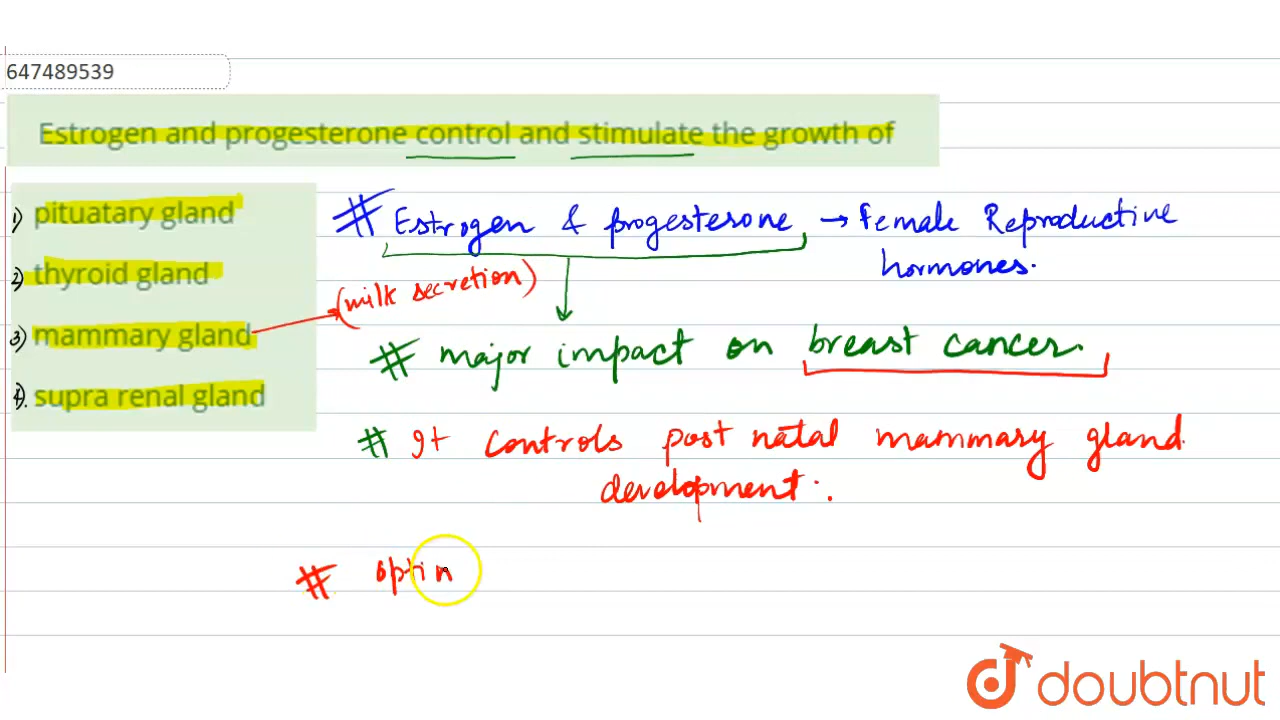 647489539
Estrogen and progesterone control and stimulate the growth of
1) pituatary gland
2) thyroid gland
3) mammary gland
4). supra renal gland
# Estrogen & progesterone → Female Reproductive
hormones.
(milk secretion)
# major impact on breast cancer.
# It controls post natal mammary gland
development.
# optin
doubtnut